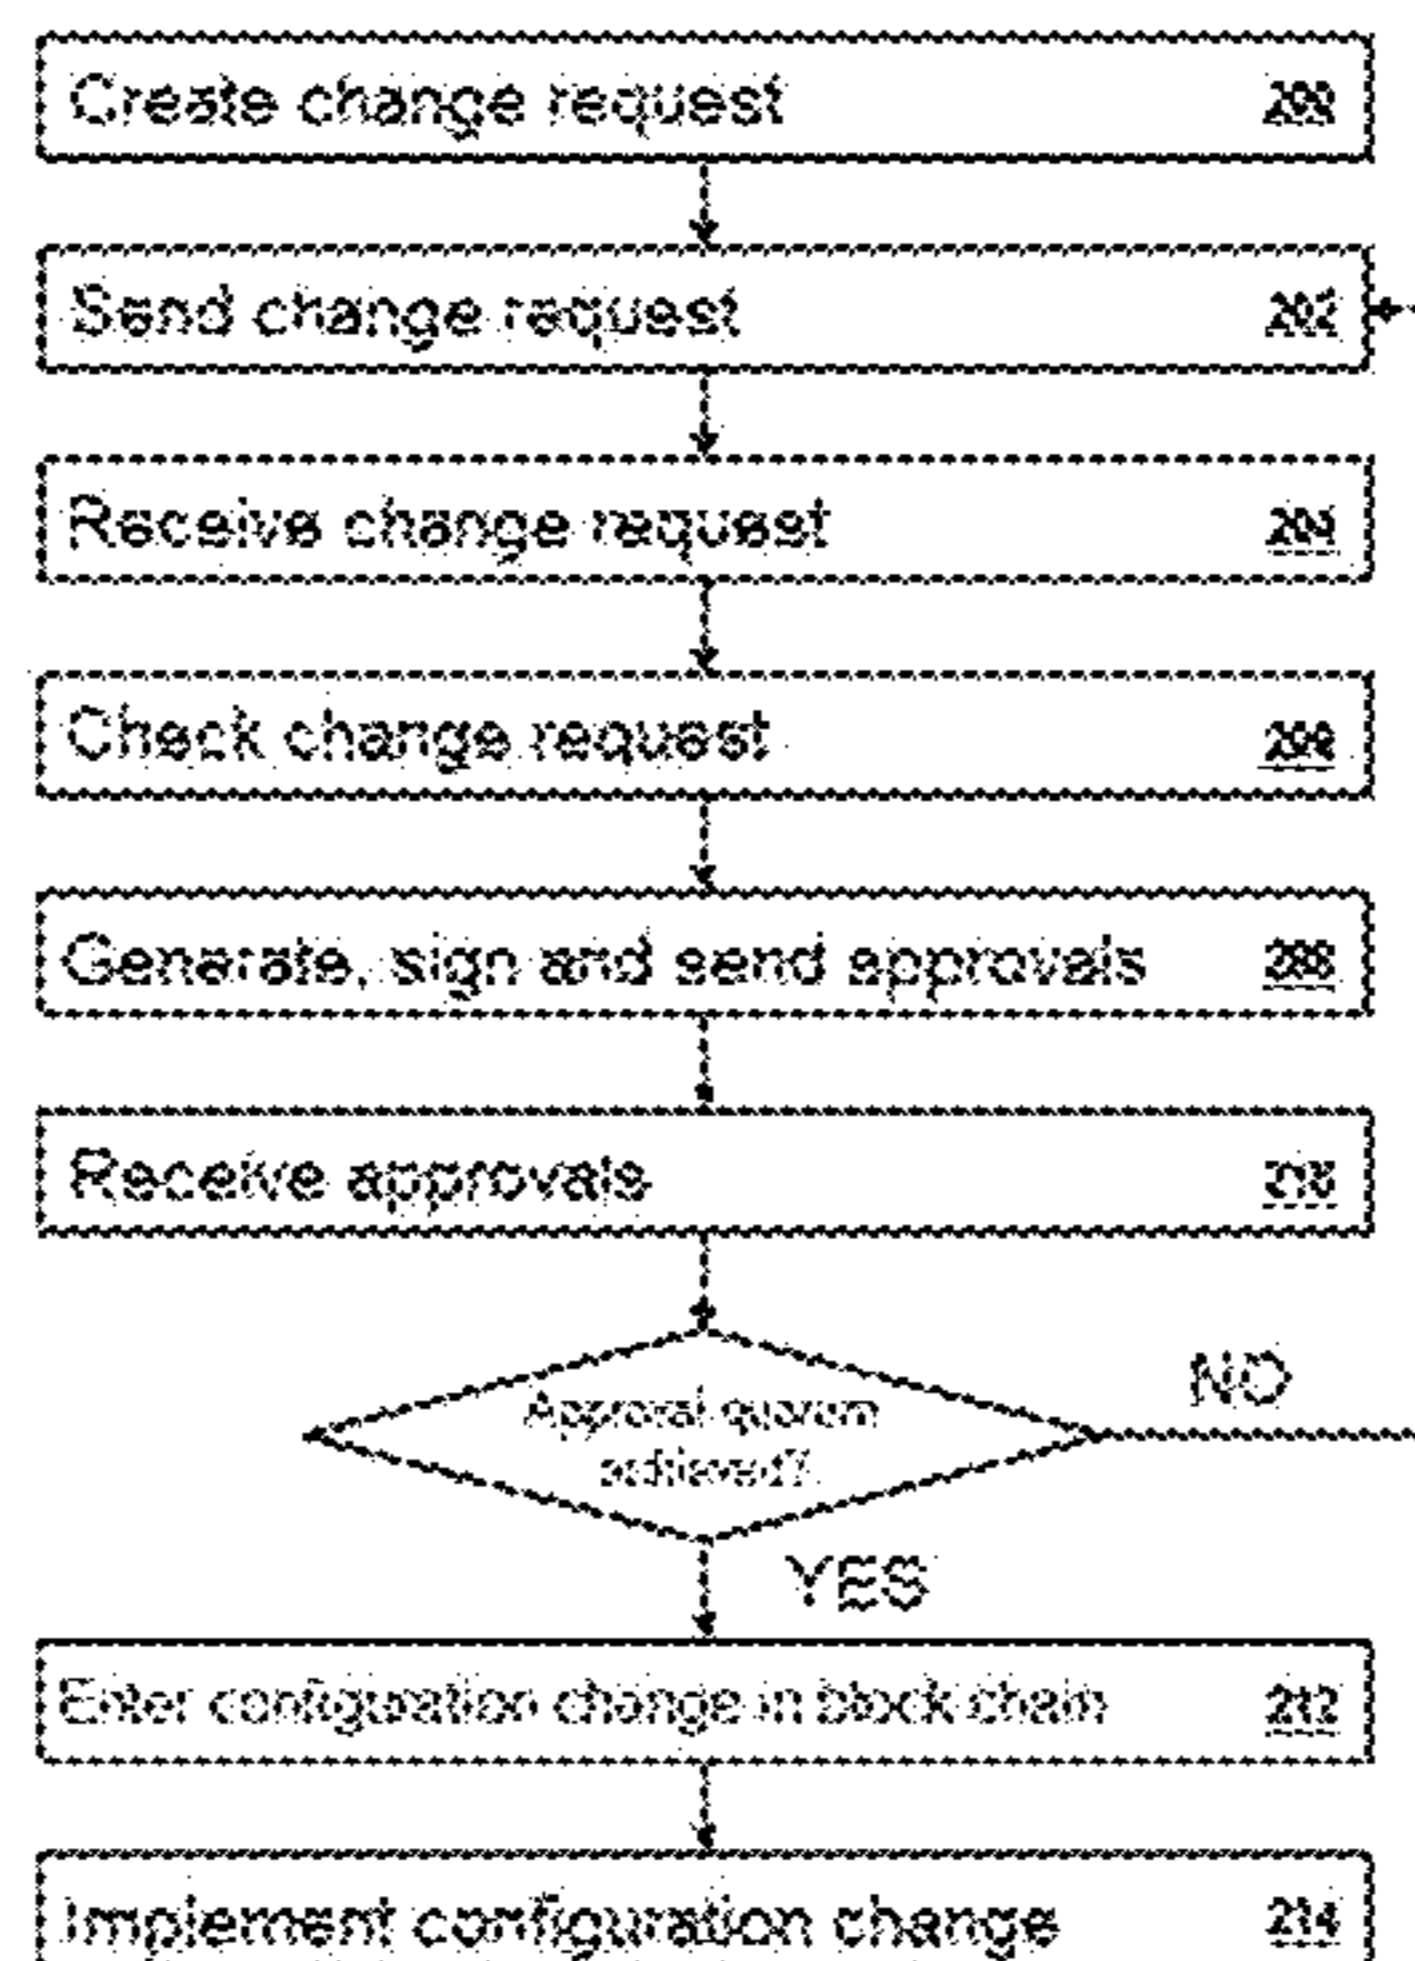 Create change request 200
Send change request 202
Receive change request 204
Check change request 206
Generate, sign and send approvals 208
Receive approvals 210
Approval quorum
achieved?
NO
YES
Enter configuration change in block chain 212
Implement configuration change 214